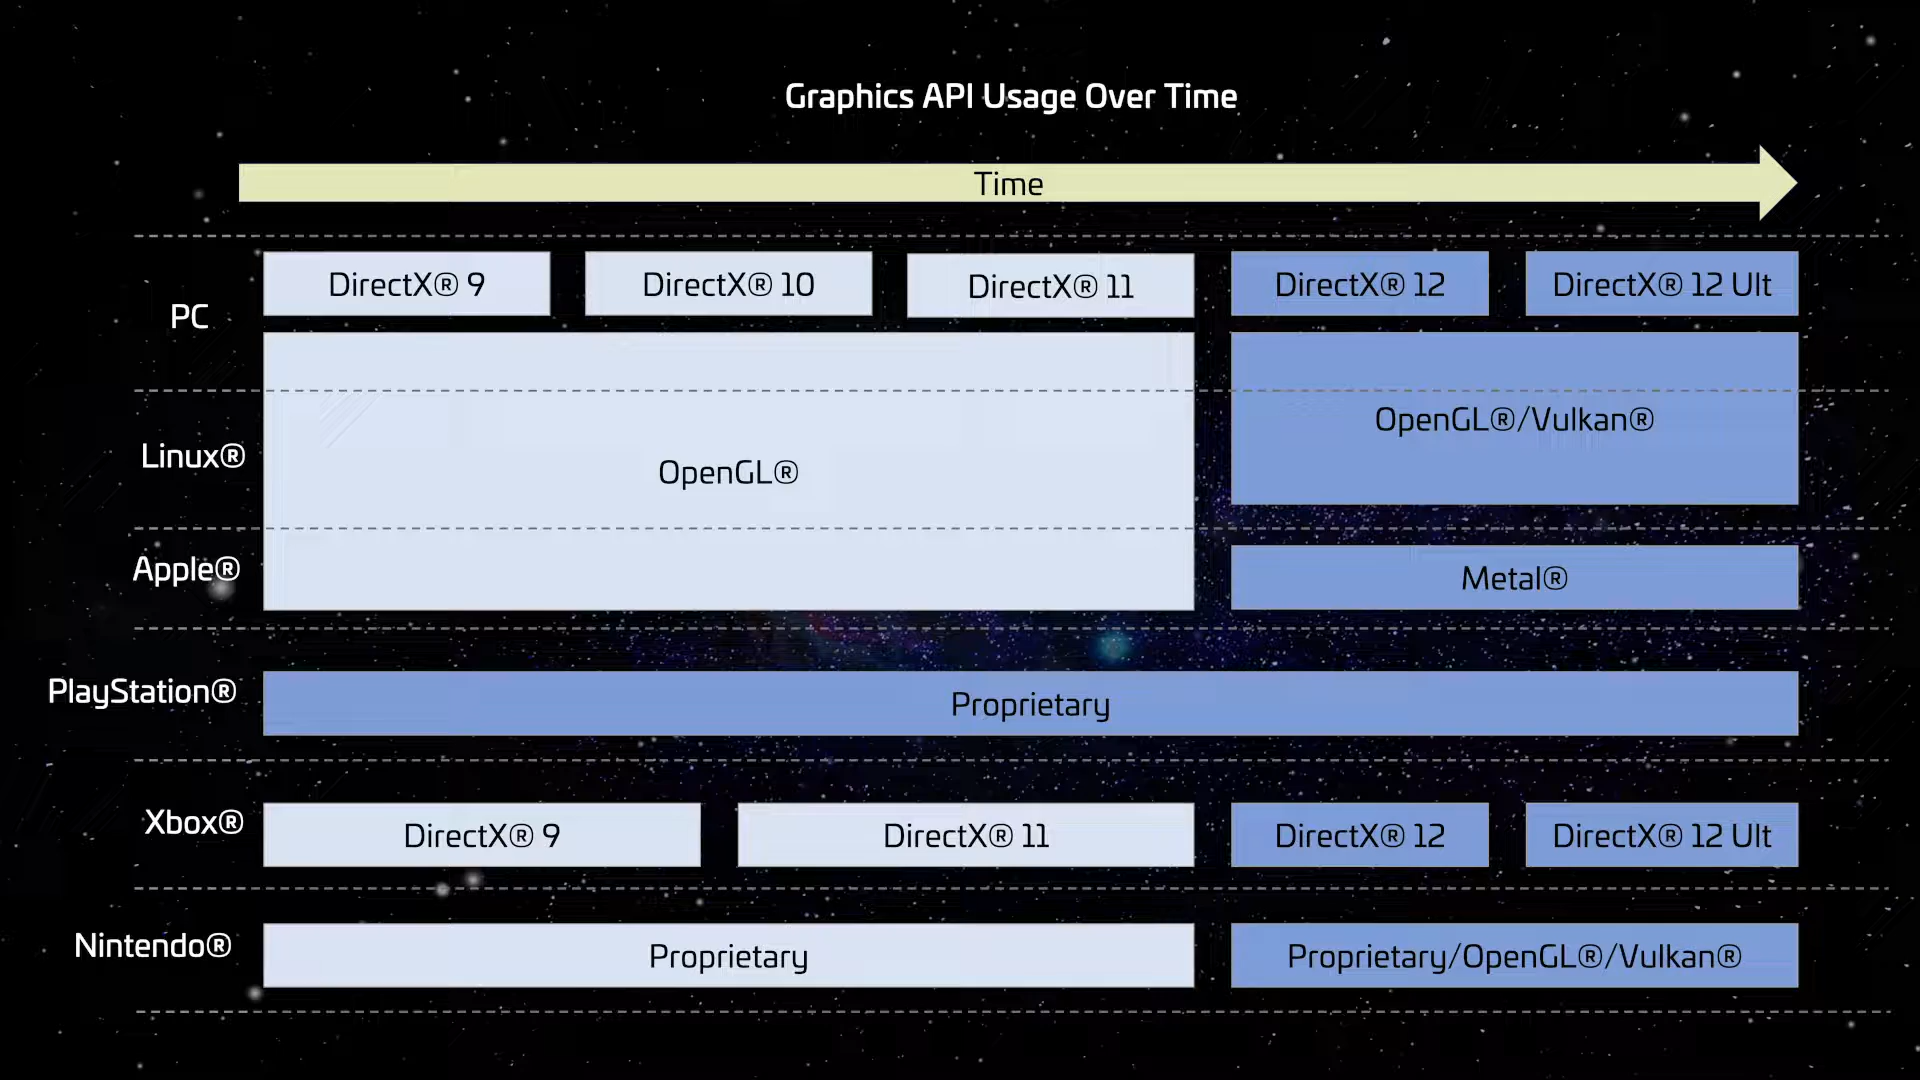 Graphics API Usage Over Time
Time
PC
DirectX® 9
DirectX® 10
DirectX® 11
DirectX® 12
DirectX® 12 Ult
Linux®
OpenGL®
OpenGL®/Vulkan®
Apple®
Metal®
PlayStation®
Proprietary
Xbox®
DirectX® 9
DirectX® 11
DirectX® 12
DirectX® 12 Ult
Nintendo®
Proprietary
Proprietary/OpenGL®/Vulkan®